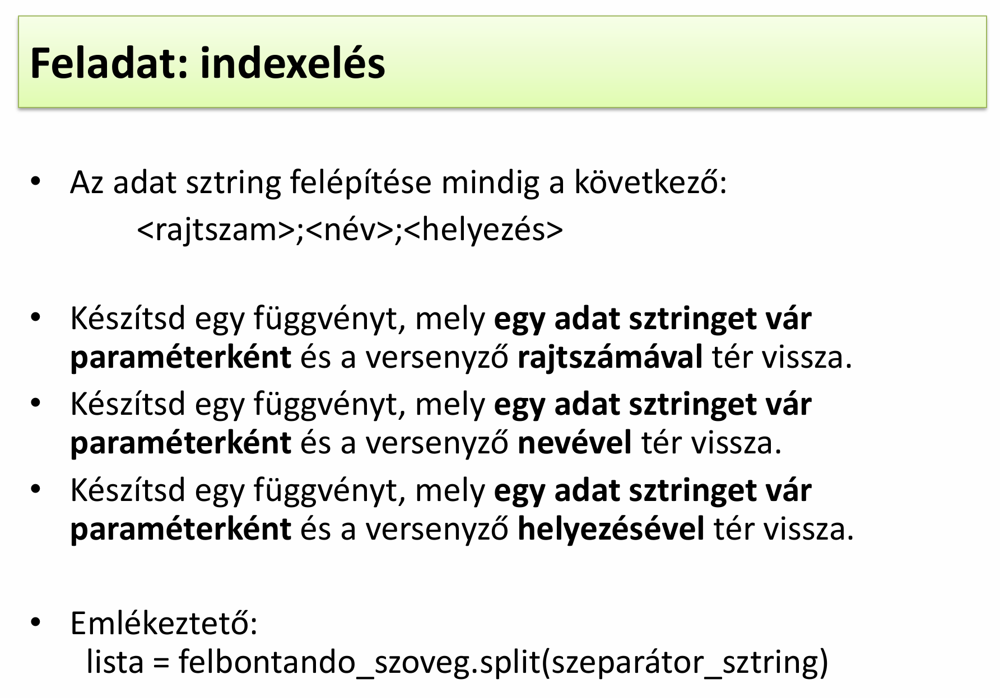 Feladat: indexelés
• Az adat sztring felépítése mindig a következő:
<rajtszam>;<név>;<helyezés>
• Készítsd egy függvényt, mely egy adat sztringet vár
paraméterként és a versenyző rajtszámával tér vissza.
• Készítsd egy függvényt, mely egy adat sztringet vár
paraméterként és a versenyző nevével tér vissza.
• Készítsd egy függvényt, mely egy adat sztringet vár
paraméterként és a versenyző helyezésével tér vissza.
• Emlékeztető:
lista = felbontando_szoveg.split(szeparátor_sztring)